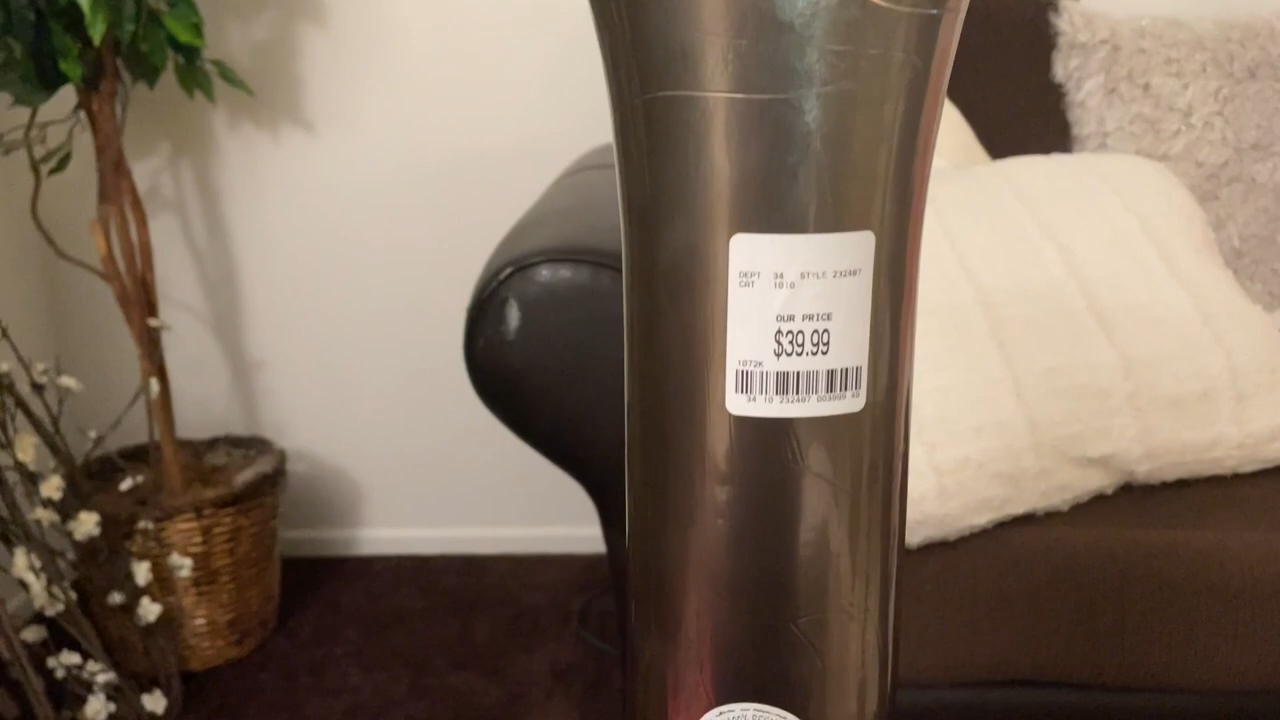 DEPT 34 STYLE 232487
CAT 1010
OUR PRICE
$39.99
1072K
34 10 232487 003999 49